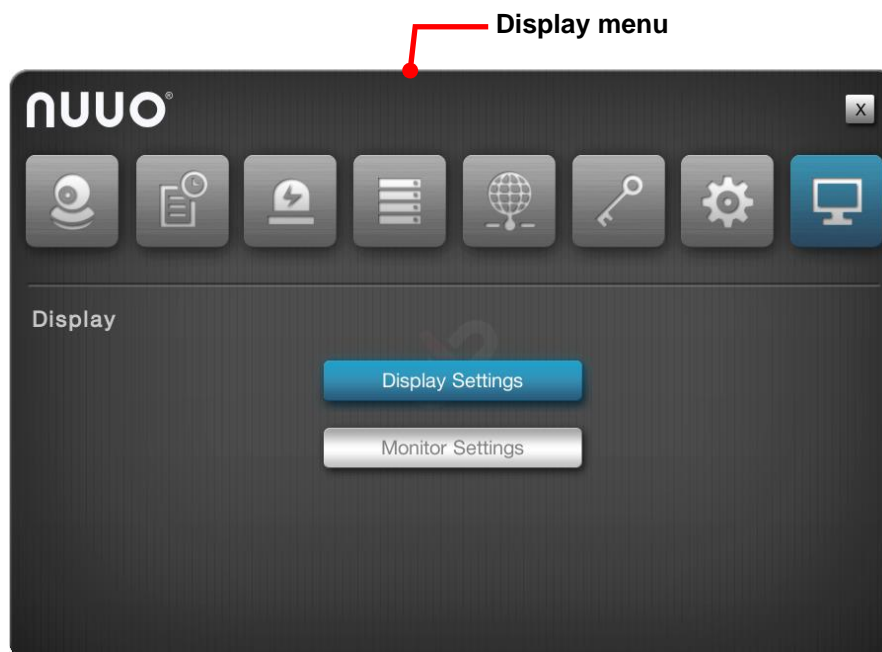 Display menu
nuuo®
X
Display
Display Settings
Monitor Settings